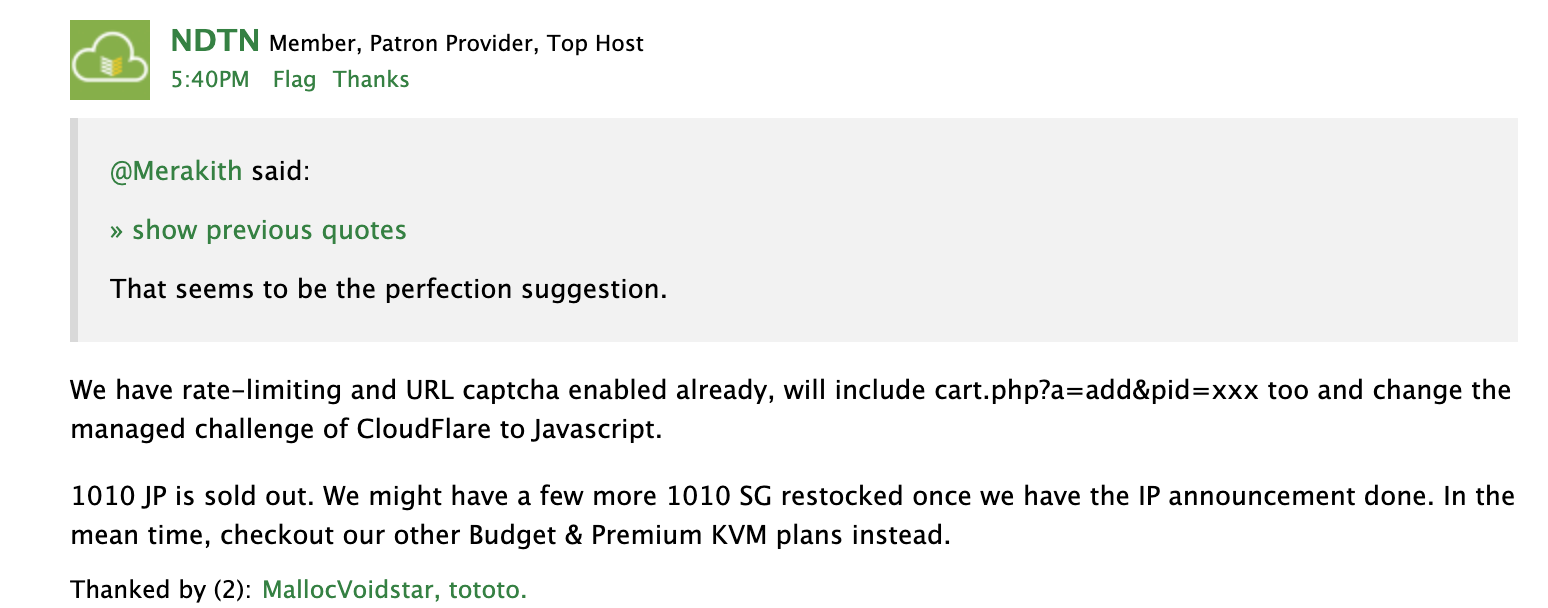 NDTN Member, Patron Provider, Top Host
5:40PM Flag Thanks
@Merakith said:
» show previous quotes
That seems to be the perfection suggestion.
We have rate-limiting and URL captcha enabled already, will include cart.php?a=add&pid=xxx too and change the
managed challenge of CloudFlare to Javascript.
1010 JP is sold out. We might have a few more 1010 SG restocked once we have the IP announcement done. In the
mean time, checkout our other Budget & Premium KVM plans instead.
Thanked by (2): MallocVoidstar, tototo.